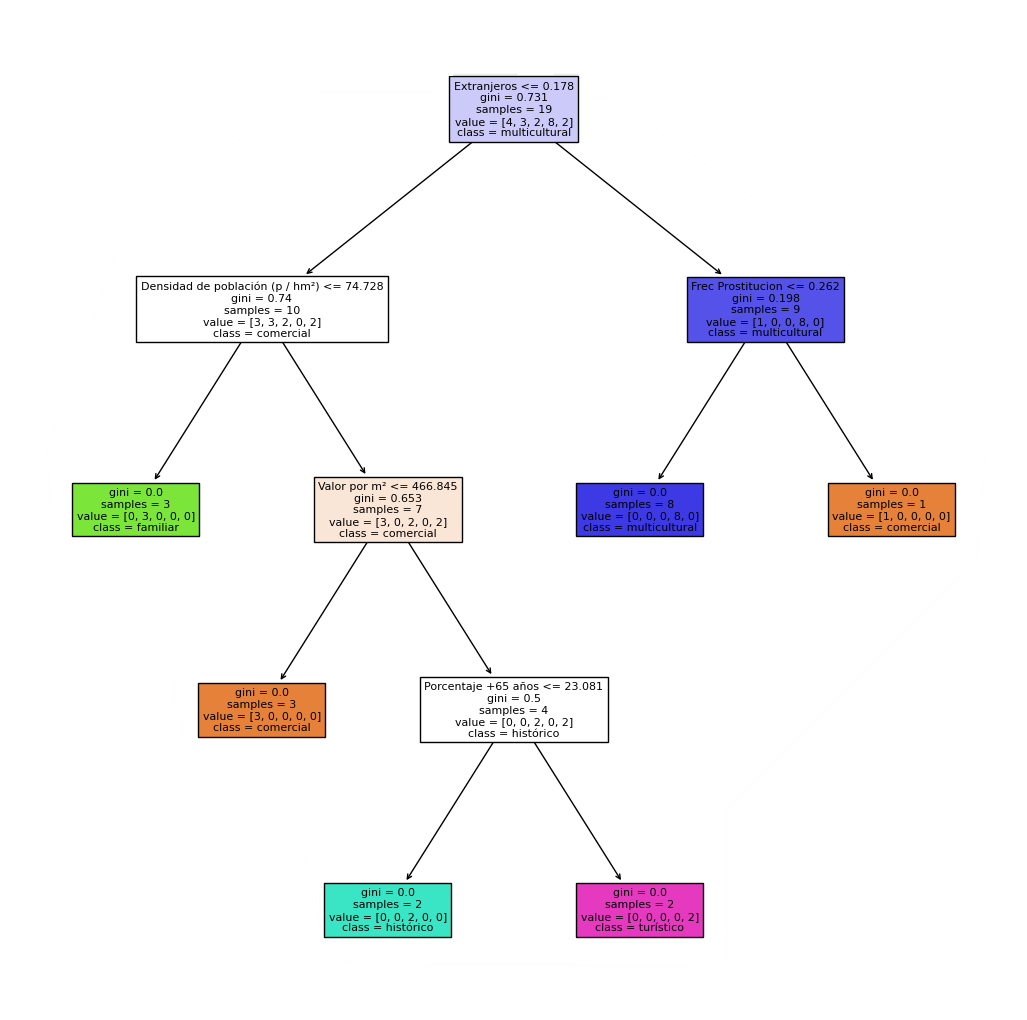 Extranjeros <= 0.178
gini = 0.731
samples = 19
value = [4, 3, 2, 8, 2]
class = multicultural
Densidad de población (p / hm²) <= 74.728
gini = 0.74
samples = 10
value = [3, 3, 2, 0, 2]
class = comercial
Frec Prostitucion <= 0.262
gini = 0.198
samples = 9
value = [1, 0, 0, 8, 0]
class = multicultural
gini = 0.0
samples = 3
value = [0, 3, 0, 0, 0]
class = familiar
Valor por m² <= 466.845
gini = 0.653
samples = 7
value = [3, 0, 2, 0, 2]
class = comercial
gini = 0.0
samples = 8
value = [0, 0, 0, 8, 0]
class = multicultural
gini = 0.0
samples = 1
value = [1, 0, 0, 0, 0]
class = comercial
gini = 0.0
samples = 3
value = [3, 0, 0, 0, 0]
class = comercial
Porcentaje +65 años <= 23.081
gini = 0.5
samples = 4
value = [0, 0, 2, 0, 2]
class = histórico
gini = 0.0
samples = 2
value = [0, 0, 2, 0, 0]
class = histórico
gini = 0.0
samples = 2
value = [0, 0, 0, 0, 2]
class = turístico